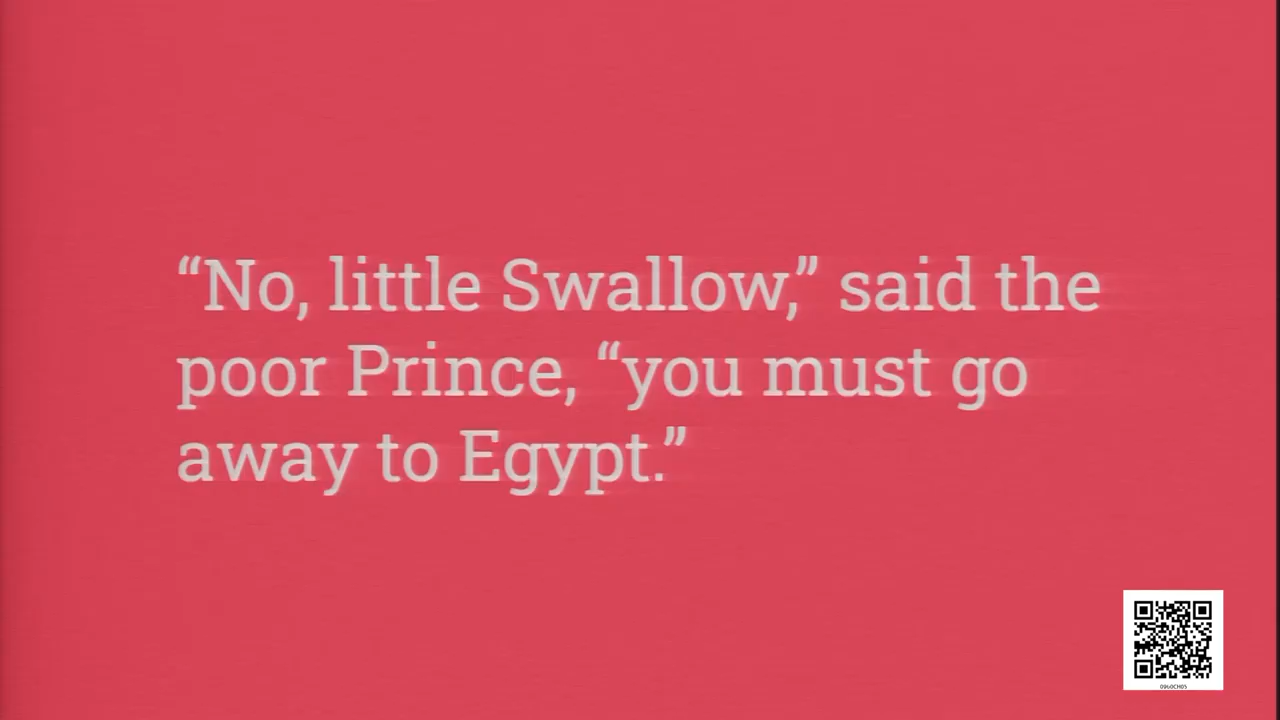 “No, little Swallow,” said the
poor Prince, “you must go
away to Egypt.”